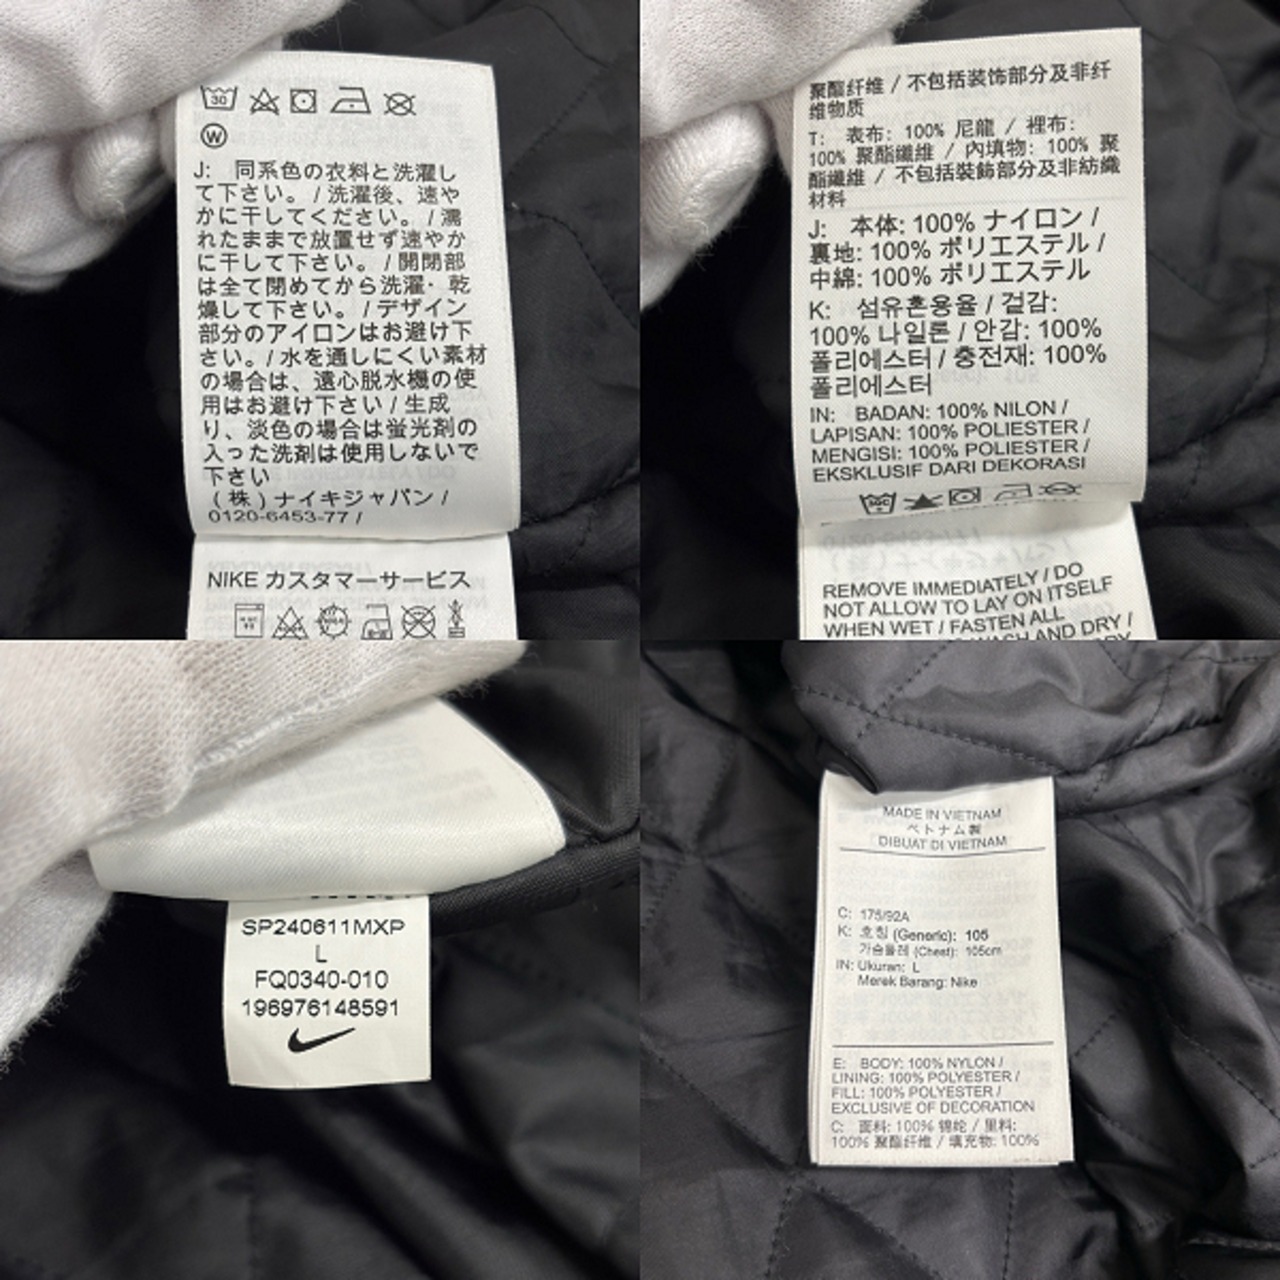 30
W
J: 同系色の衣料と洗濯し
て下さい。/ 洗濯後、速や
かに干してください。/ 濡
れたままで放置せず速やか
に干して下さい。/ 開閉部
は全て閉めてから洗濯・乾
燥して下さい。/ デザイン
部分のアイロンはお避け下
さい。/ 水を通しにくい素材
の場合は、遠心脱水機の使
用はお避け下さい / 生成
り、淡色の場合は蛍光剤の
入った洗剤は使用しないで
下さい
(株) ナイキジャパン /
0120-6453-77 /
NIKE カスタマーサービス
聚酯纤维 / 不包括装饰部分及非纤
维物质
T: 表布: 100% 尼龍 / 裡布:
100% 聚酯纖維 / 內填物: 100% 聚
酯纖維 / 不包括裝飾部分及非紡織
材料
J: 本体: 100% ナイロン /
裏地: 100% ポリエステル /
中綿: 100% ポリエステル
K: 섬유혼용율 / 겉감:
100% 나일론 / 안감: 100%
폴리에스터 / 충전재: 100%
폴리에스터
IN: BADAN: 100% NILON /
LAPISAN: 100% POLIESTER /
MENGISI: 100% POLIESTER /
EKSKLUSIF DARI DEKORASI
REMOVE IMMEDIATELY / DO
NOT ALLOW TO LAY ON ITSELF
WHEN WET / FASTEN ALL
WASH AND DRY /
SP240611MXP
L
FQ0340-010
196976148591
MADE IN VIETNAM
ベトナム製
DIBUAT DI VIETNAM
C: 175/92A
K: 호칭 (Generic): 105
가슴둘레 (Chest): 105cm
IN: Ukuran: L
Merek Barang: Nike
E: BODY: 100% NYLON /
LINING: 100% POLYESTER /
FILL: 100% POLYESTER /
EXCLUSIVE OF DECORATION
C: 面料: 100% 锦纶 / 里料:
100% 聚酯纤维 / 填充物: 100%